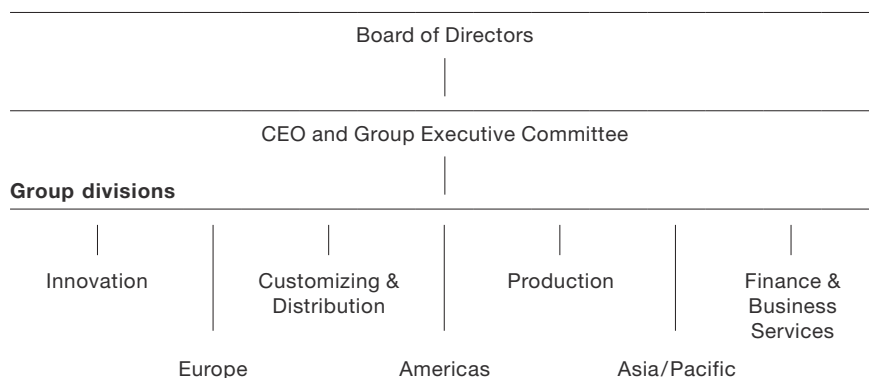 Board of Directors
CEO and Group Executive Committee
Group divisions
Innovation
Customizing &
Distribution
Production
Finance &
Business
Services
Europe
Americas
Asia/Pacific